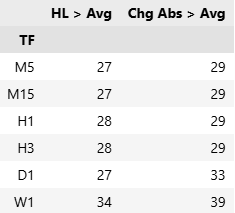 HL > Avg Chg Abs > Avg
TF
M5 27 29
M15 27 29
H1 28 29
H3 28 29
D1 27 33
W1 34 39